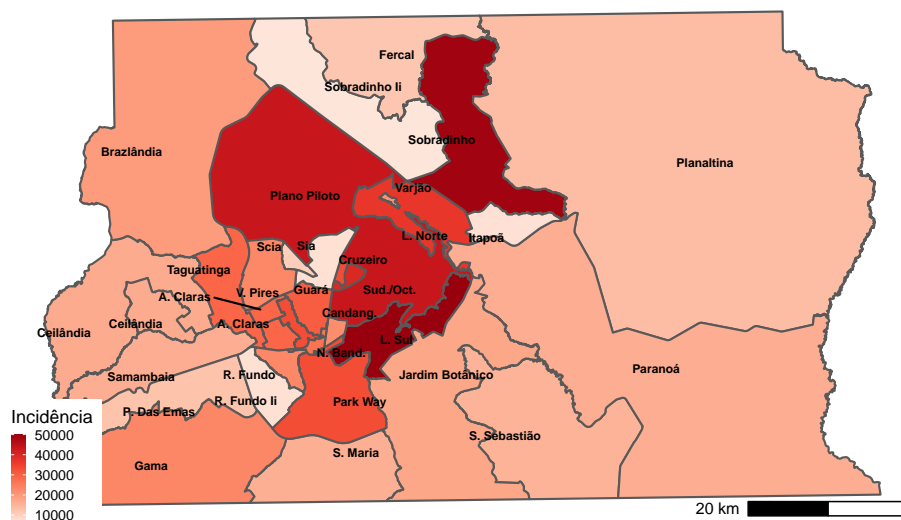 Fercal
Sobradinho Ii
Sobradinho
Brazlândia
Planaltina
Plano Piloto
Varjão
L. Norte
Itapoã
Scia
Sia
Cruzeiro
Taguatinga
V. Pires
Guará
Sud./Oct.
A. Claras
Candang.
Ceilândia
Ceilândia
A. Claras
L. Sul
N. Band.
Samambaia
R. Fundo
Jardim Botânico
Paranoá
P. Das Emas
R. Fundo Ii
Park Way
S. Sebastião
Gama
S. Maria
Incidência
50000
40000
30000
20000
10000
20 km